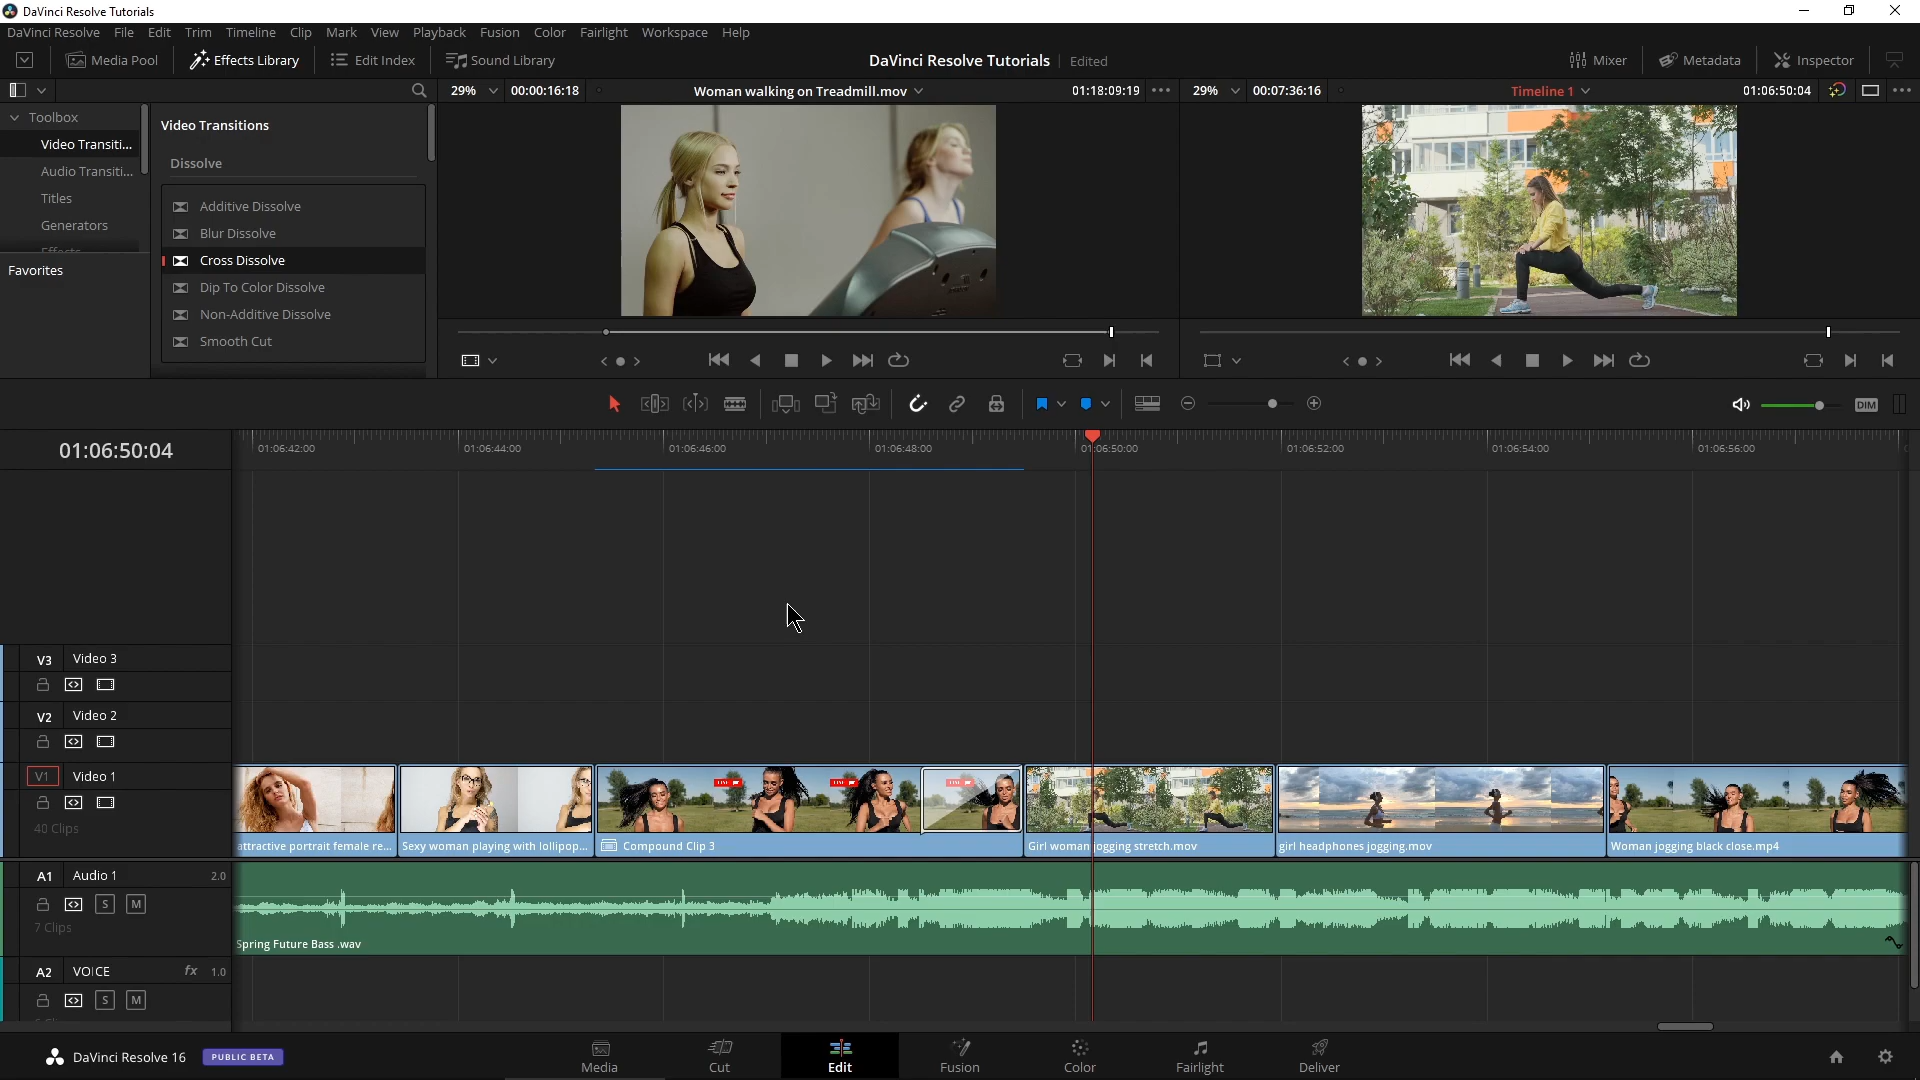 DaVinci Resolve Tutorials
DaVinci Resolve File Edit Trim Timeline Clip Mark View Playback Fusion Color Fairlight Workspace Help
Media Pool Effects Library Edit Index Sound Library DaVinci Resolve Tutorials Edited Mixer Metadata Inspector
29% 00:00:16:18 Woman walking on Treadmill.mov 01:18:09:19 29% 00:07:36:16 Timeline 1 01:06:50:04
Toolbox
Video Transiti...
Audio Transiti...
Titles
Generators
Effects
Favorites
Video Transitions
Dissolve
Additive Dissolve
Blur Dissolve
Cross Dissolve
Dip To Color Dissolve
Non-Additive Dissolve
Smooth Cut
DIM
01:06:50:04
01:06:42:00 01:06:44:00 01:06:46:00 01:06:48:00 01:06:50:00 01:06:52:00 01:06:54:00 01:06:56:00
V3 Video 3
V2 Video 2
V1 Video 1
40 Clips
attractive portrait female re... Sexy woman playing with lollipop... Compound Clip 3 Girl woman jogging stretch.mov girl headphones jogging.mov Woman jogging black close.mp4
A1 Audio 1 2.0
S M
7 Clips
Spring Future Bass .wav
A2 VOICE fx 1.0
S M
DaVinci Resolve 16 PUBLIC BETA
Media Cut Edit Fusion Color Fairlight Deliver